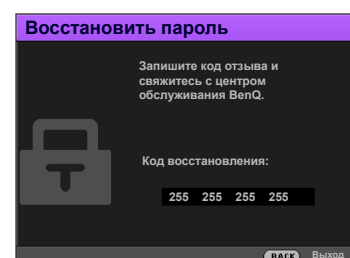 Восстановить пароль
Запишите код отзыва и
свяжитесь с центром
обслуживания BenQ.
Код восстановления:
255 255 255 255
BACK Выход